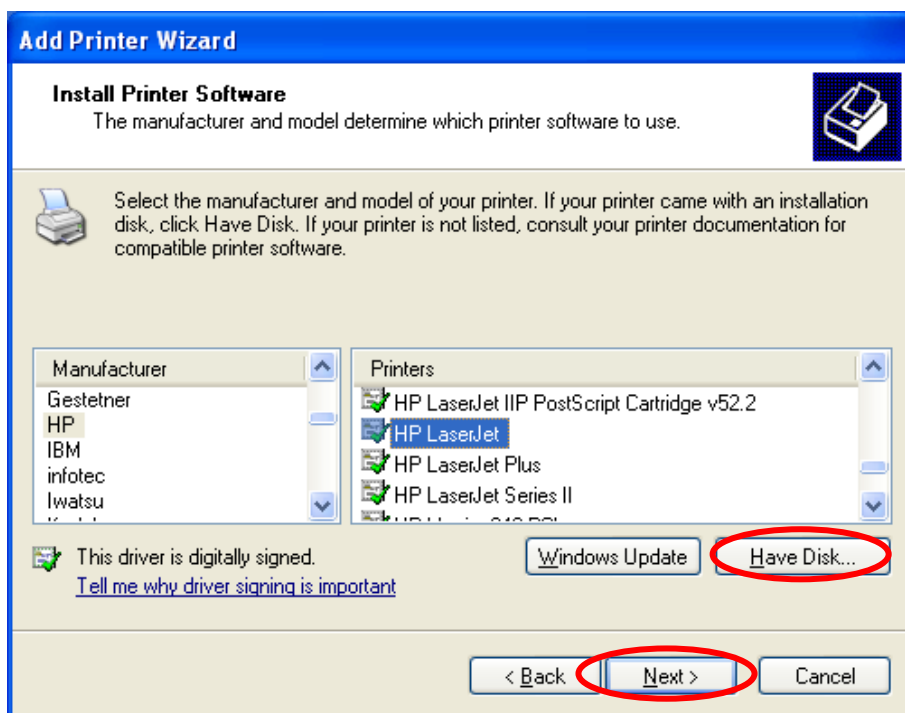 Add Printer Wizard
Install Printer Software
The manufacturer and model determine which printer software to use.
Select the manufacturer and model of your printer. If your printer came with an installation
disk, click Have Disk. If your printer is not listed, consult your printer documentation for
compatible printer software.
Manufacturer
Gestetner
HP
IBM
infotec
Iwatsu
Printers
HP LaserJet IIP PostScript Cartridge v52.2
HP LaserJet
HP LaserJet Plus
HP LaserJet Series II
This driver is digitally signed.
Tell me why driver signing is important
Windows Update
Have Disk...
< Back
Next >
Cancel